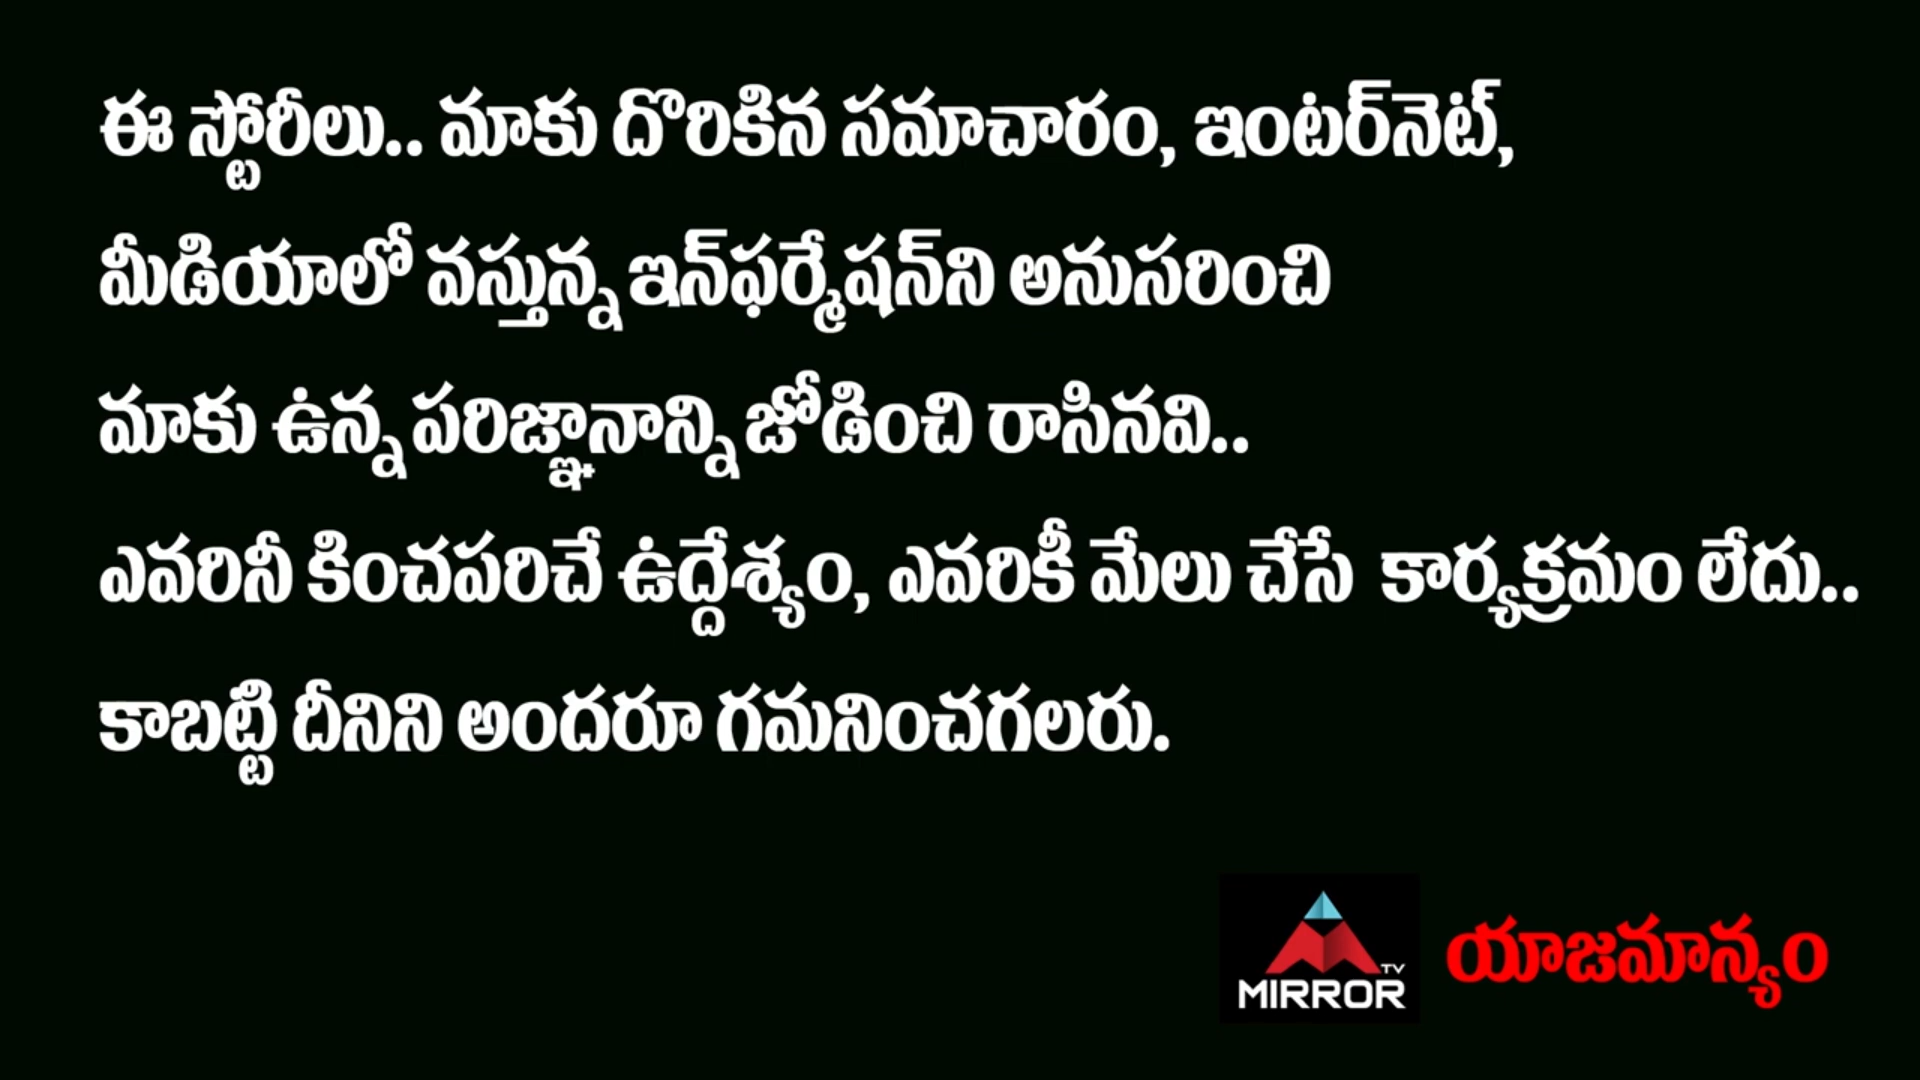 ఈ స్టోరీలు.. మాకు దొరికిన సమాచారం, ఇంటర్‌నెట్,
మీడియాలో వస్తున్న ఇన్‌ఫర్మేషన్‌ని అనుసరించి
మాకు ఉన్న పరిజ్ఞానాన్ని జోడించి రాసినవి..
ఎవరినీ కించపరిచే ఉద్దేశ్యం, ఎవరికీ మేలు చేసే కార్యక్రమం లేదు..
కాబట్టి దీనిని అందరూ గమనించగలరు.
MIRROR TV యాజమాన్యం